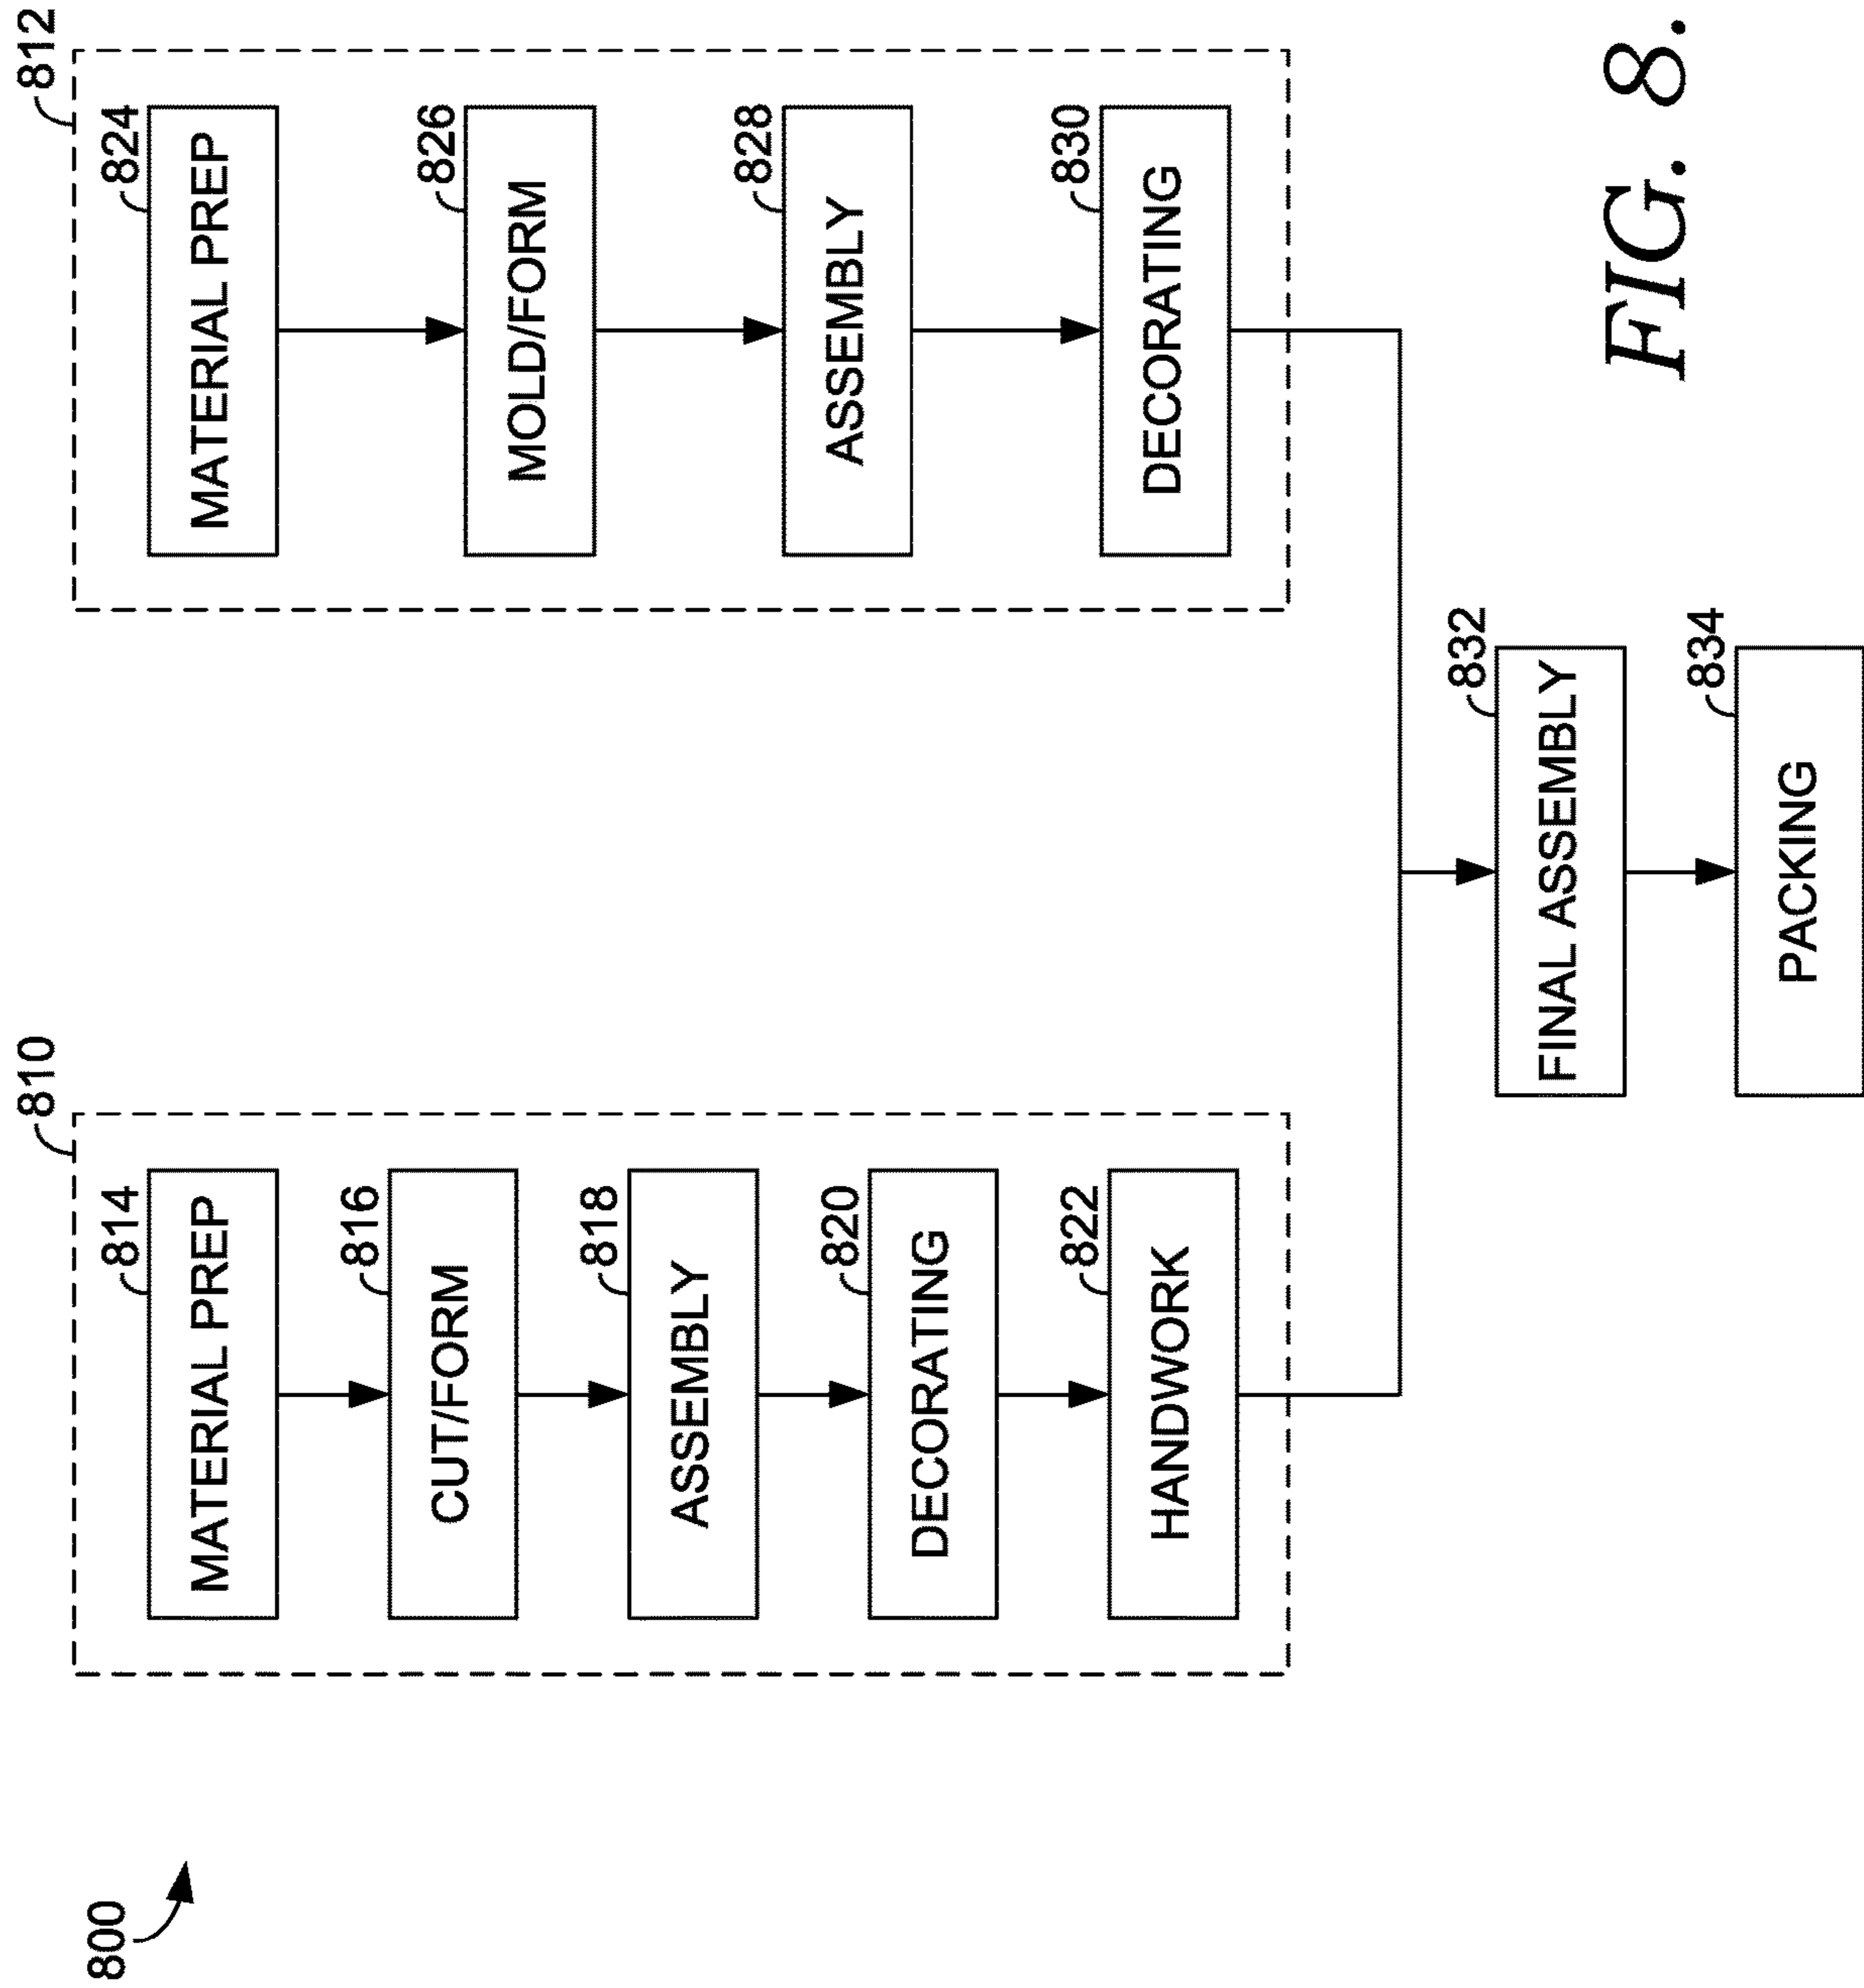 800
810
814
MATERIAL PREP
816
CUT/FORM
818
ASSEMBLY
820
DECORATING
822
HANDWORK
812
824
MATERIAL PREP
826
MOLD/FORM
828
ASSEMBLY
830
DECORATING
832
FINAL ASSEMBLY
834
PACKING
FIG. 8.